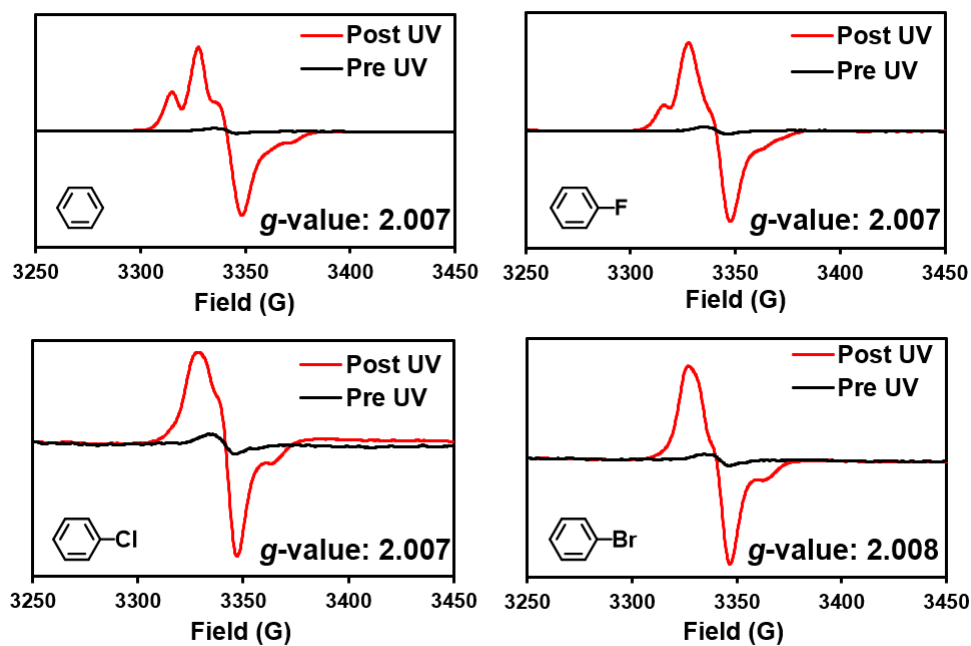 Post UV
Pre UV
g-value: 2.007
3250 3300 3350 3400 3450
Field (G)
Post UV
Pre UV
F
g-value: 2.007
3250 3300 3350 3400 3450
Field (G)
Post UV
Pre UV
Cl
g-value: 2.007
3250 3300 3350 3400 3450
Field (G)
Post UV
Pre UV
Br
g-value: 2.008
3250 3300 3350 3400 3450
Field (G)